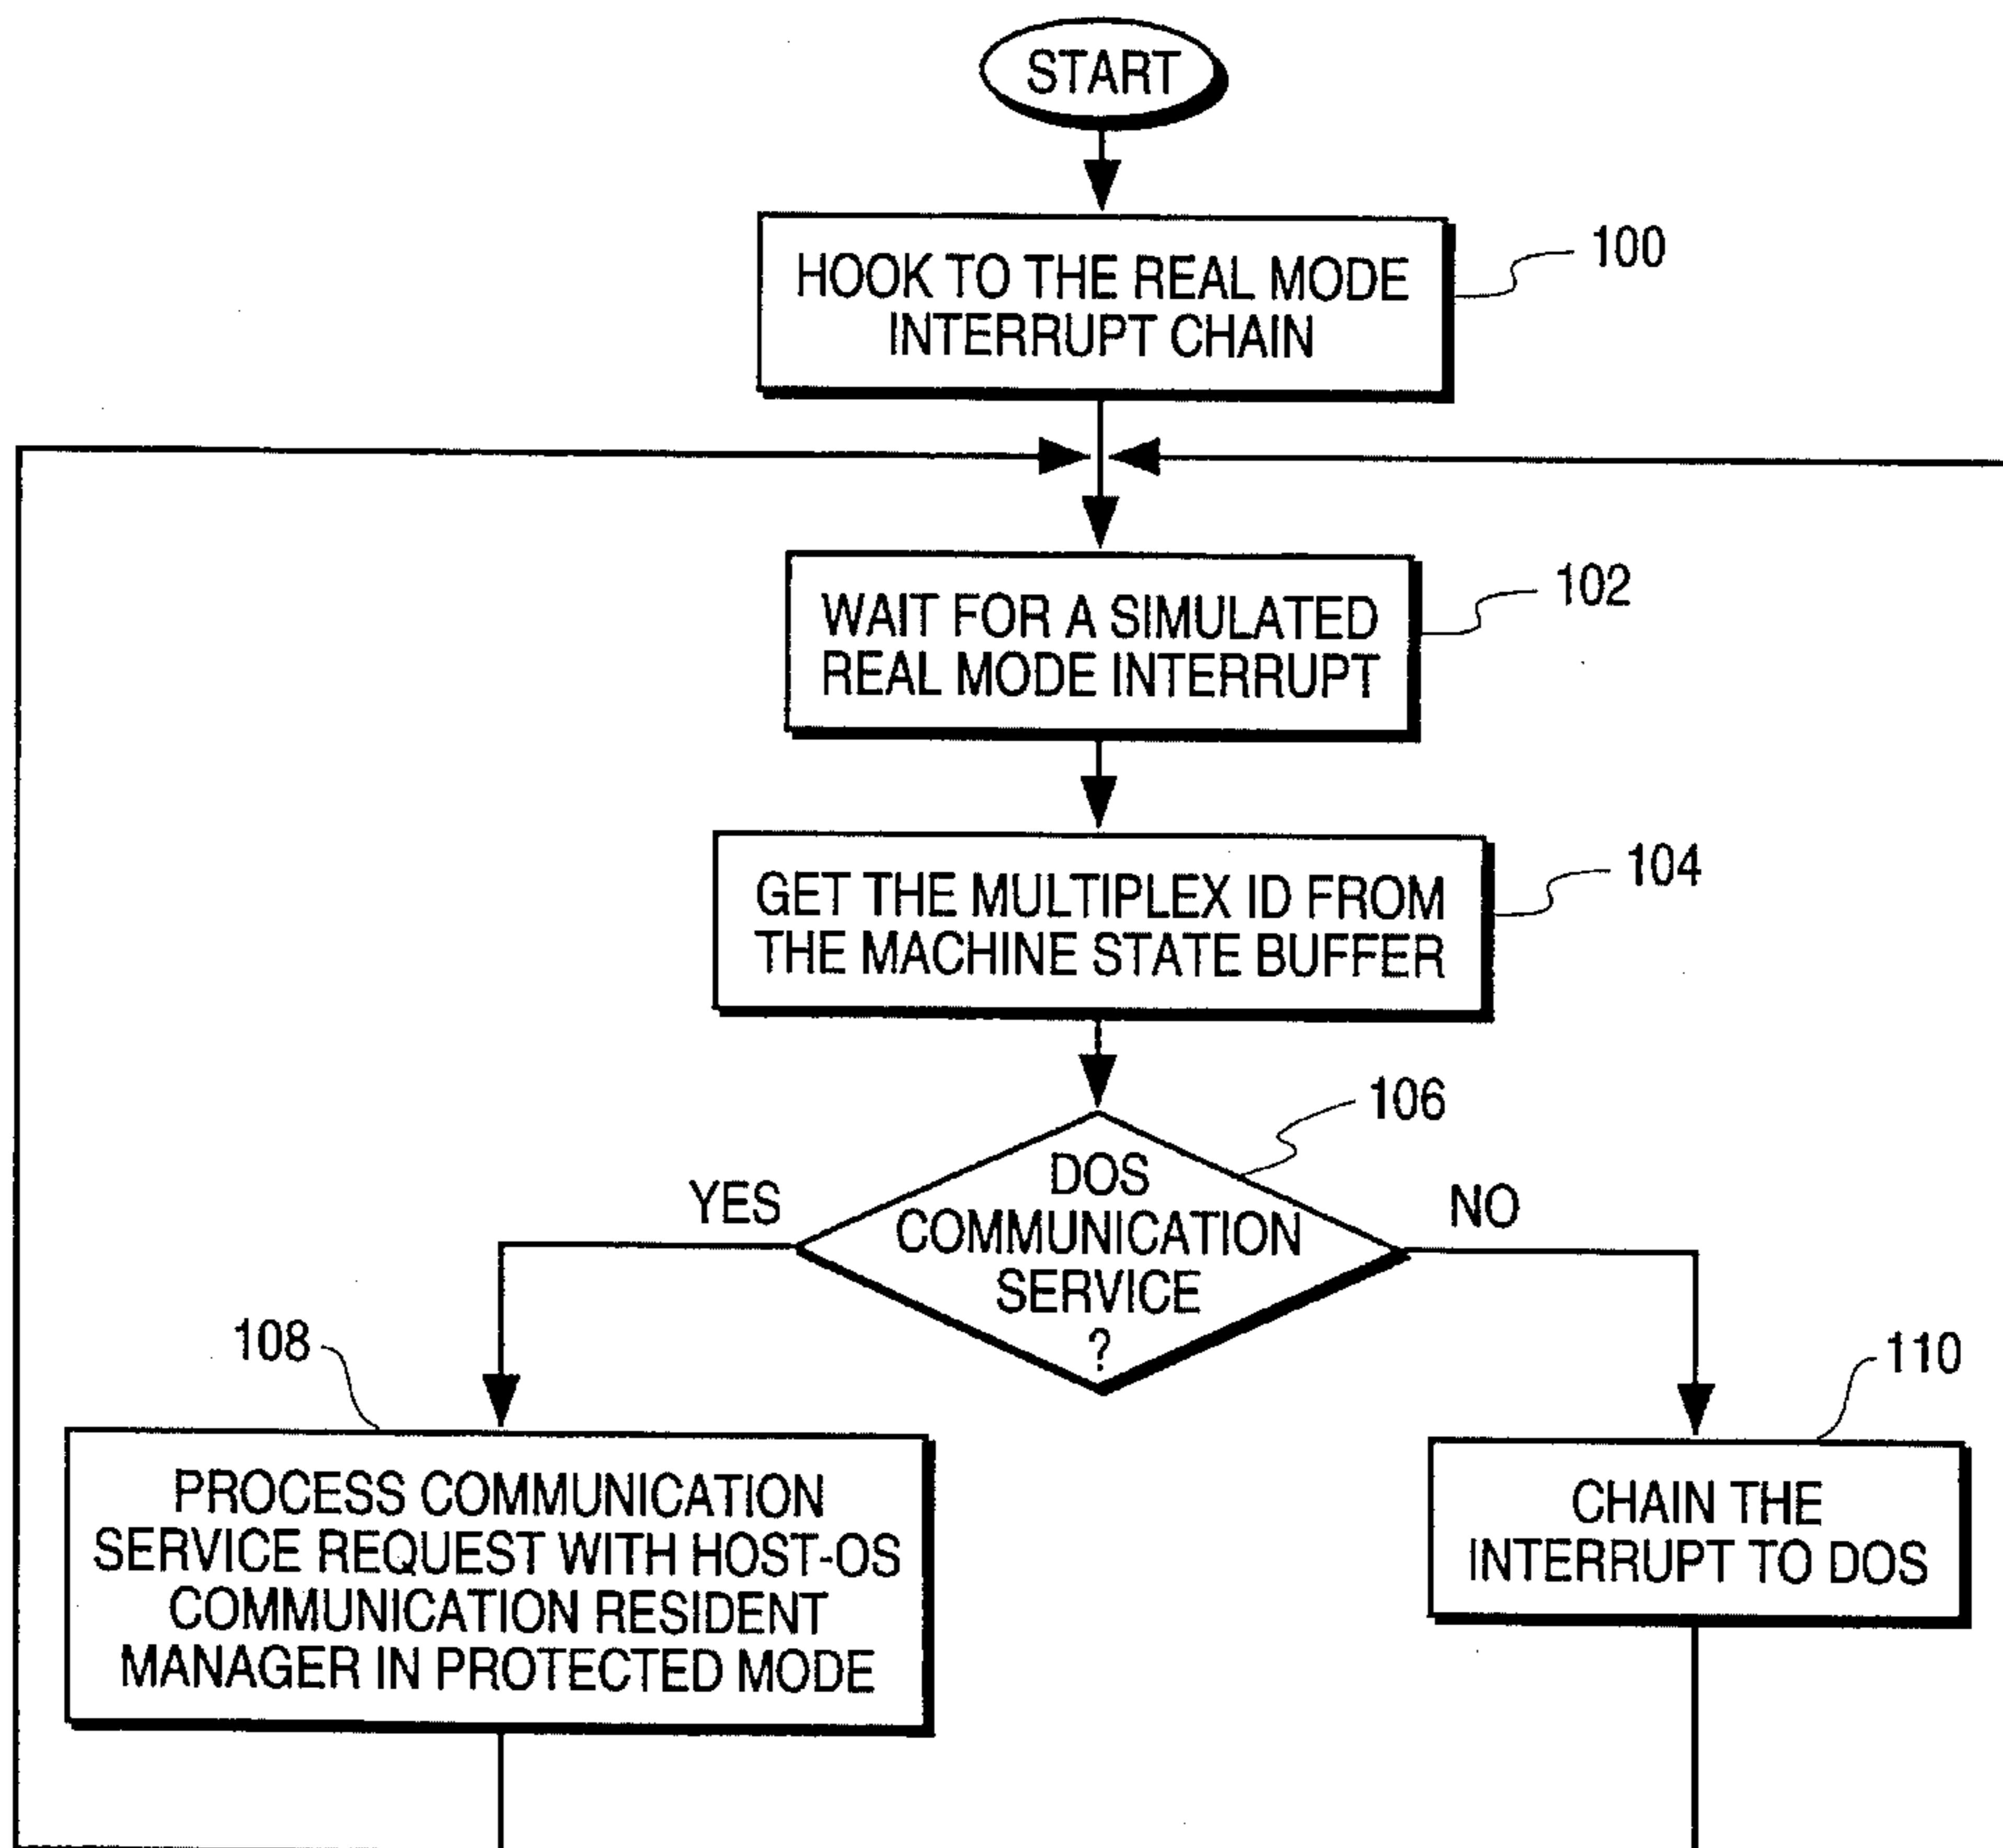 START
HOOK TO THE REAL MODE
INTERRUPT CHAIN
100
WAIT FOR A SIMULATED
REAL MODE INTERRUPT
102
GET THE MULTIPLEX ID FROM
THE MACHINE STATE BUFFER
104
DOS
COMMUNICATION
SERVICE
?
106
YES
NO
108
PROCESS COMMUNICATION
SERVICE REQUEST WITH HOST-OS
COMMUNICATION RESIDENT
MANAGER IN PROTECTED MODE
110
CHAIN THE
INTERRUPT TO DOS